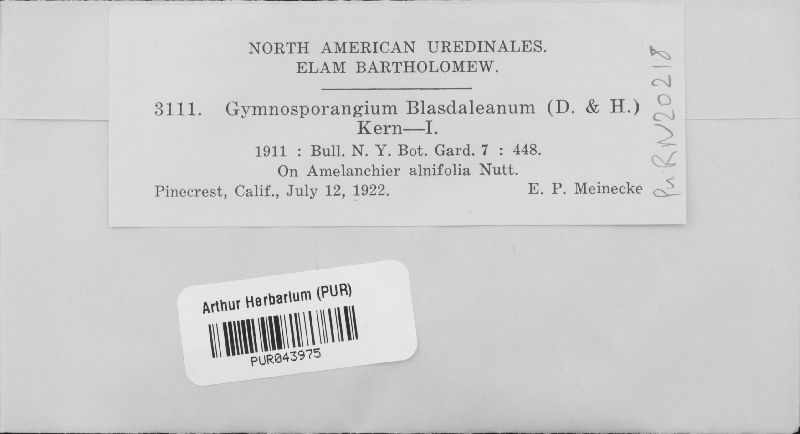 NORTH AMERICAN UREDINALES.
ELAM BARTHOLOMEW.
3111. Gymnosporangium Blasdaleanum (D. & H.)
Kern—I.
1911 : Bull. N. Y. Bot. Gard. 7 : 448.
On Amelanchier alnifolia Nutt.
Pinecrest, Calif., July 12, 1922. E. P. Meinecke
PURN20218
Arthur Herbarium (PUR)
PUR043975